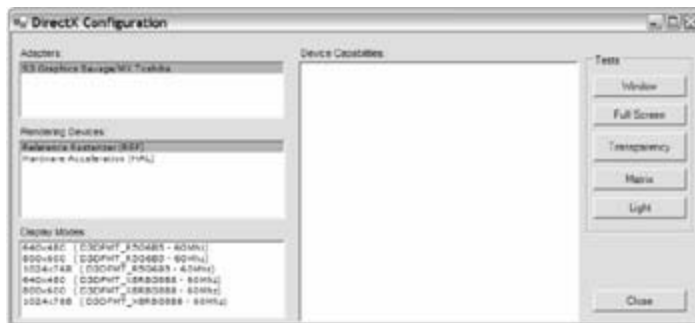 DirectX Configuration
Adapters:
S3 Graphics Savage/MX Toshiba
Rendering Devices:
Reference Rasterizer (REF)
Hardware Acceleration (HAL)
Display Modes:
640x480 (D3DFMT_R5G6B5 - 60Mhz)
800x600 (D3DFMT_R5G6B5 - 60Mhz)
1024x768 (D3DFMT_R5G6B5 - 60Mhz)
640x480 (D3DFMT_X8R8G8B8 - 60Mhz)
800x600 (D3DFMT_X8R8G8B8 - 60Mhz)
1024x768 (D3DFMT_X8R8G8B8 - 60Mhz)
Device Capabilities:
Tests
Window
Full Screen
Transparency
Matrix
Light
Close